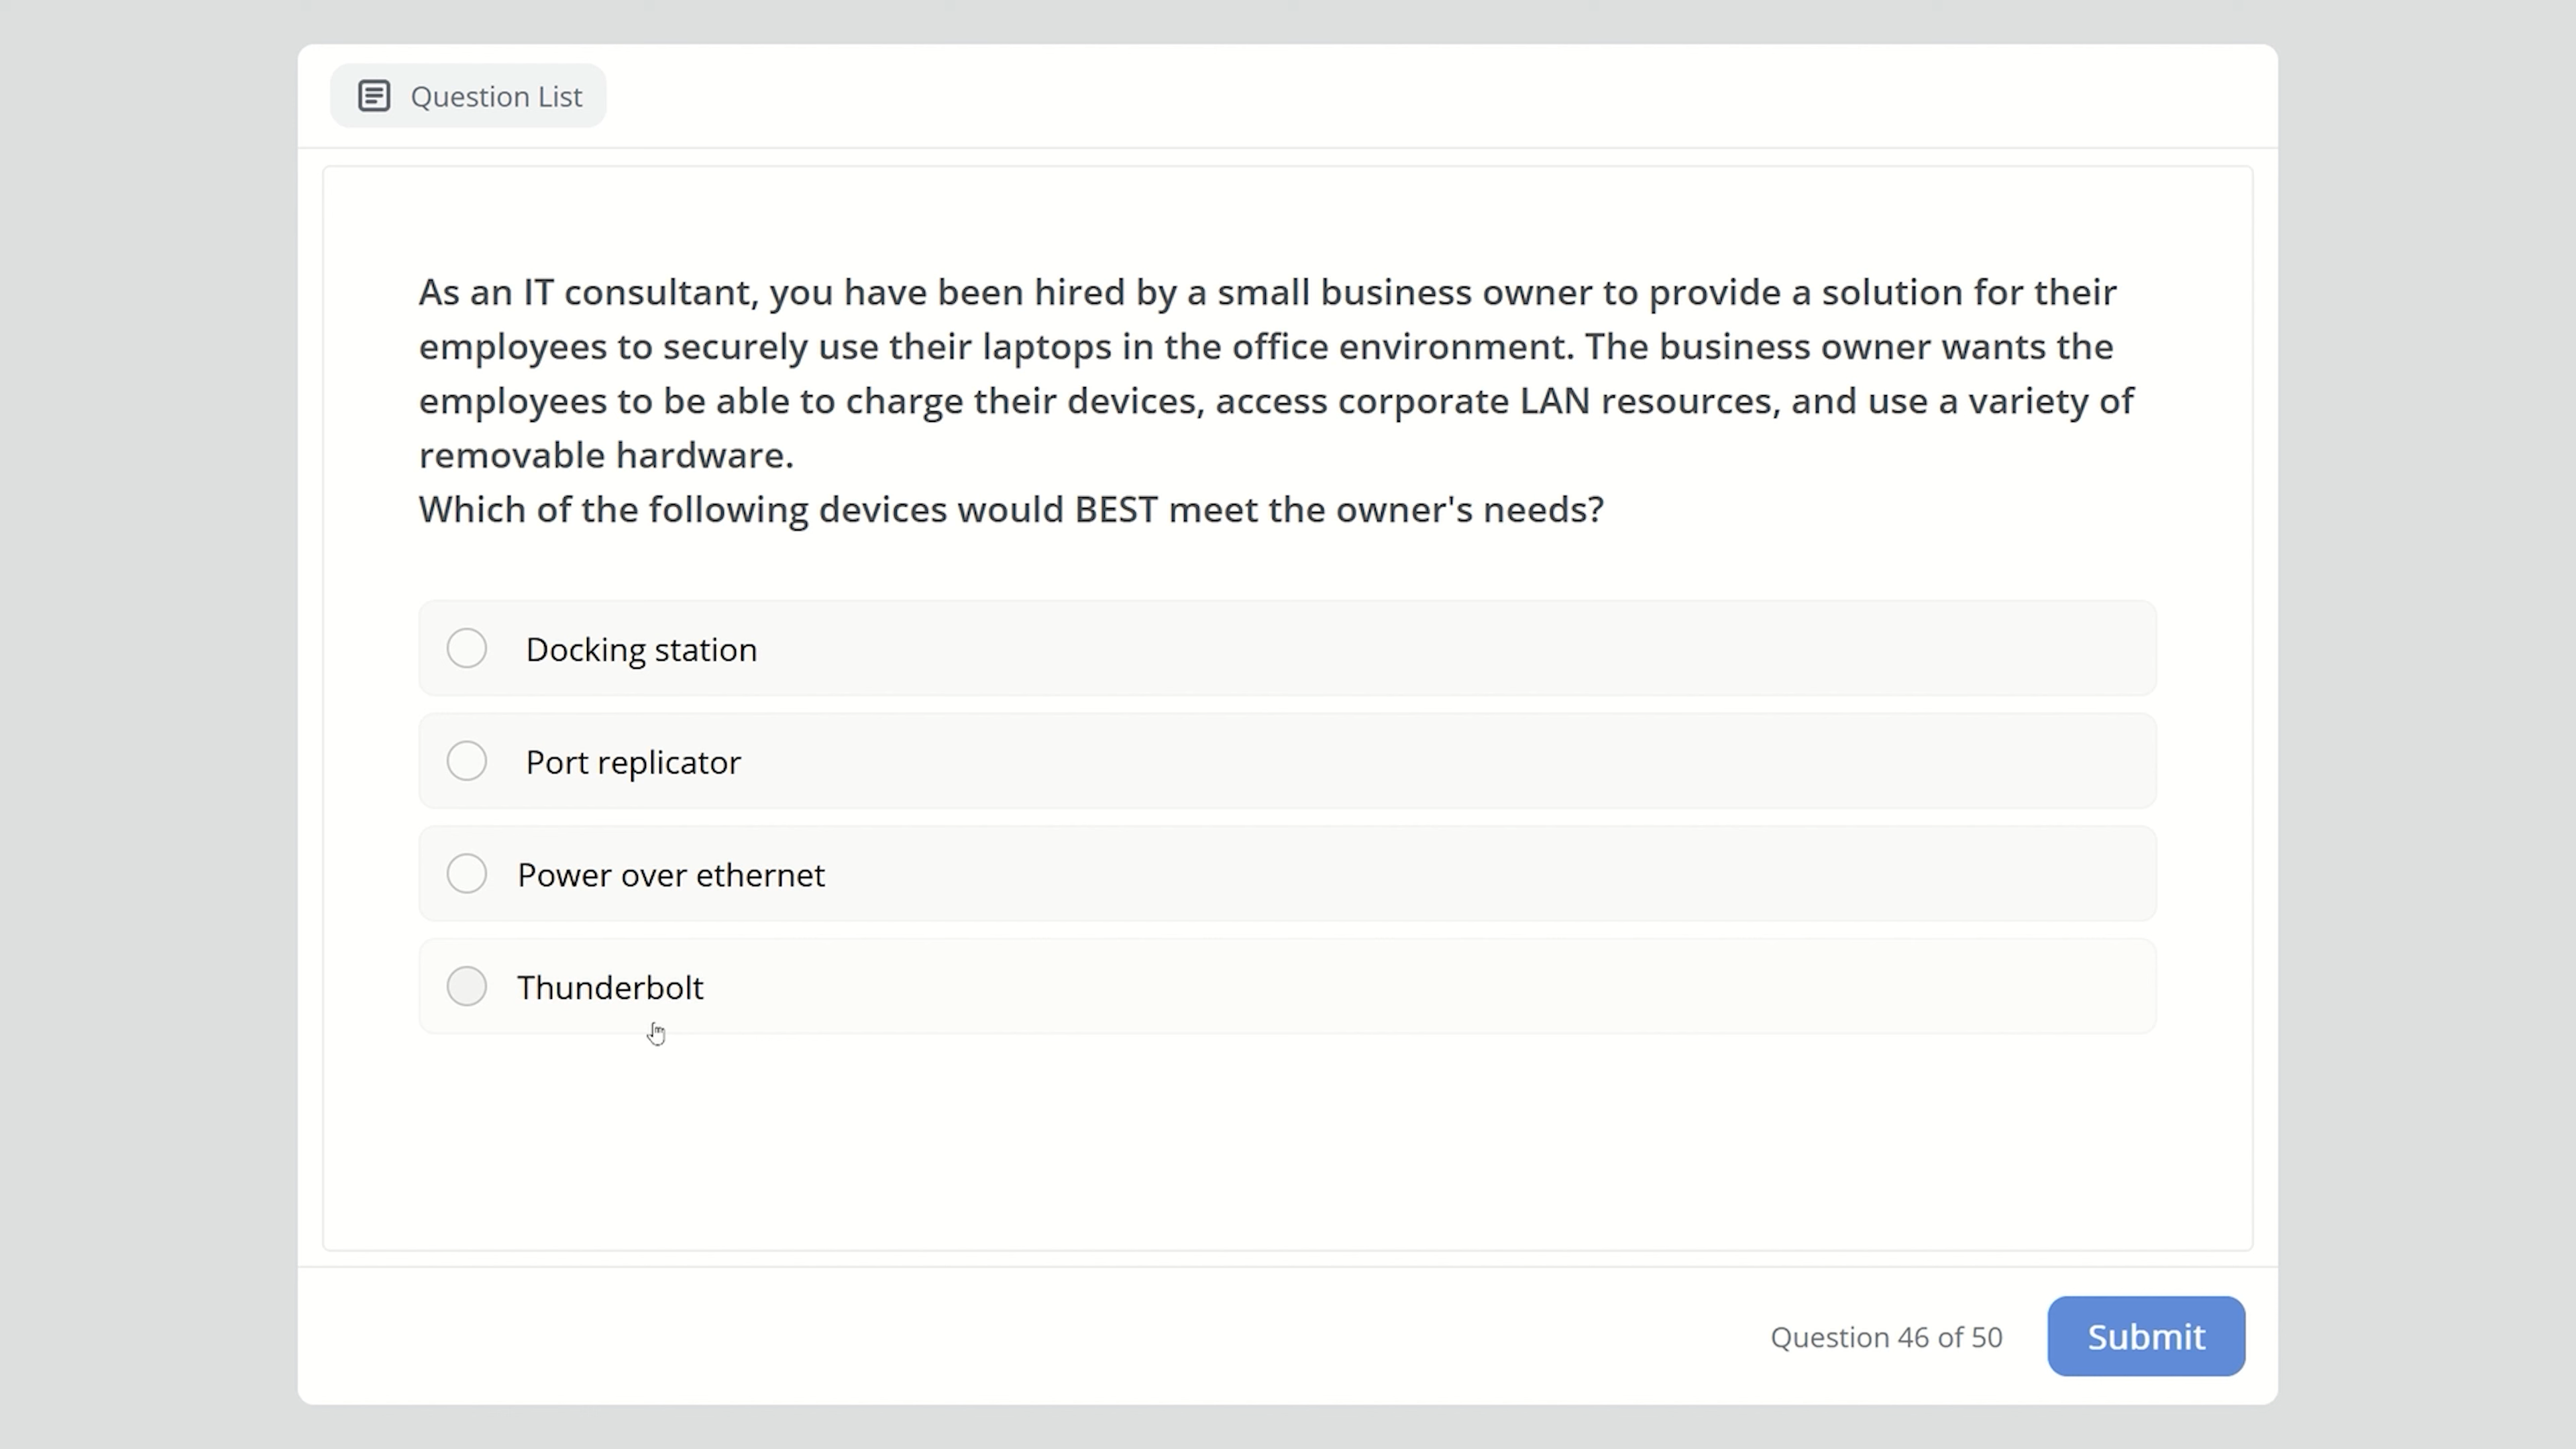 Question List
As an IT consultant, you have been hired by a small business owner to provide a solution for their
employees to securely use their laptops in the office environment. The business owner wants the
employees to be able to charge their devices, access corporate LAN resources, and use a variety of
removable hardware.
Which of the following devices would BEST meet the owner's needs?
Docking station
Port replicator
Power over ethernet
Thunderbolt
Question 46 of 50
Submit